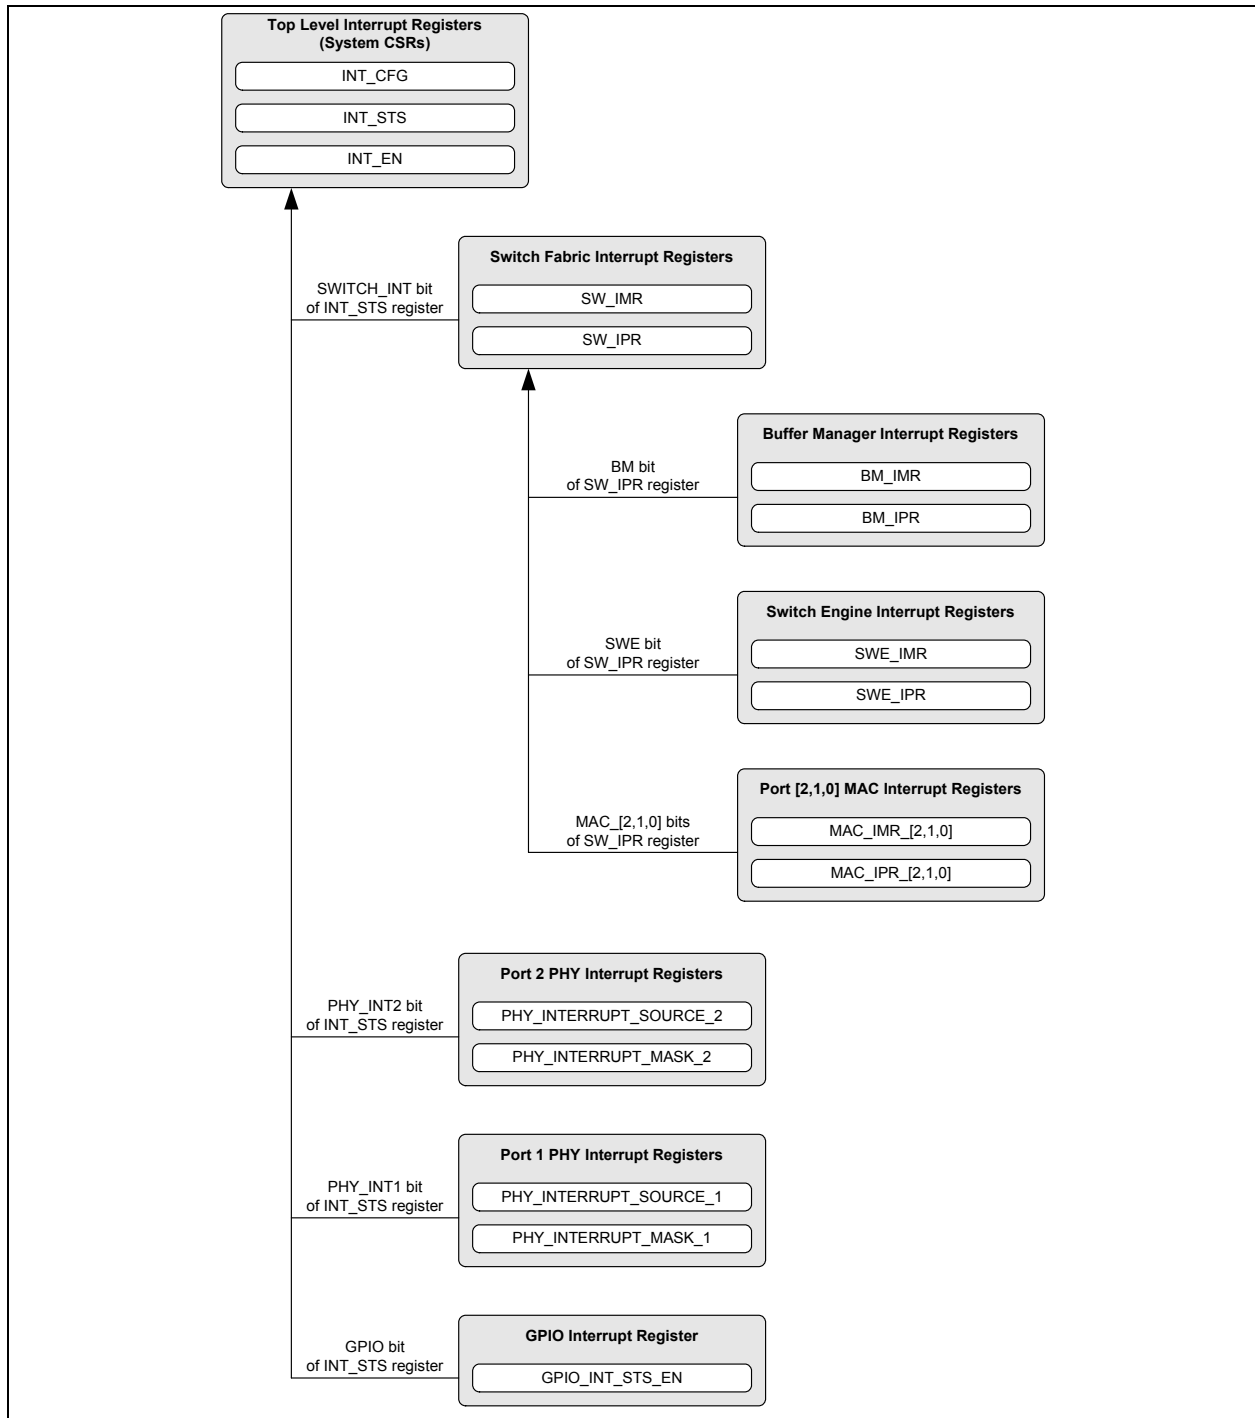 Top Level Interrupt Registers
(System CSRs)
INT_CFG
INT_STS
INT_EN
Switch Fabric Interrupt Registers
SW_IMR
SW_IPR
SWITCH_INT bit
of INT_STS register
Buffer Manager Interrupt Registers
BM_IMR
BM_IPR
BM bit
of SW_IPR register
Switch Engine Interrupt Registers
SWE_IMR
SWE_IPR
SWE bit
of SW_IPR register
Port [2,1,0] MAC Interrupt Registers
MAC_IMR_[2,1,0]
MAC_IPR_[2,1,0]
MAC_[2,1,0] bits
of SW_IPR register
Port 2 PHY Interrupt Registers
PHY_INTERRUPT_SOURCE_2
PHY_INTERRUPT_MASK_2
PHY_INT2 bit
of INT_STS register
Port 1 PHY Interrupt Registers
PHY_INTERRUPT_SOURCE_1
PHY_INTERRUPT_MASK_1
PHY_INT1 bit
of INT_STS register
GPIO Interrupt Register
GPIO_INT_STS_EN
GPIO bit
of INT_STS register